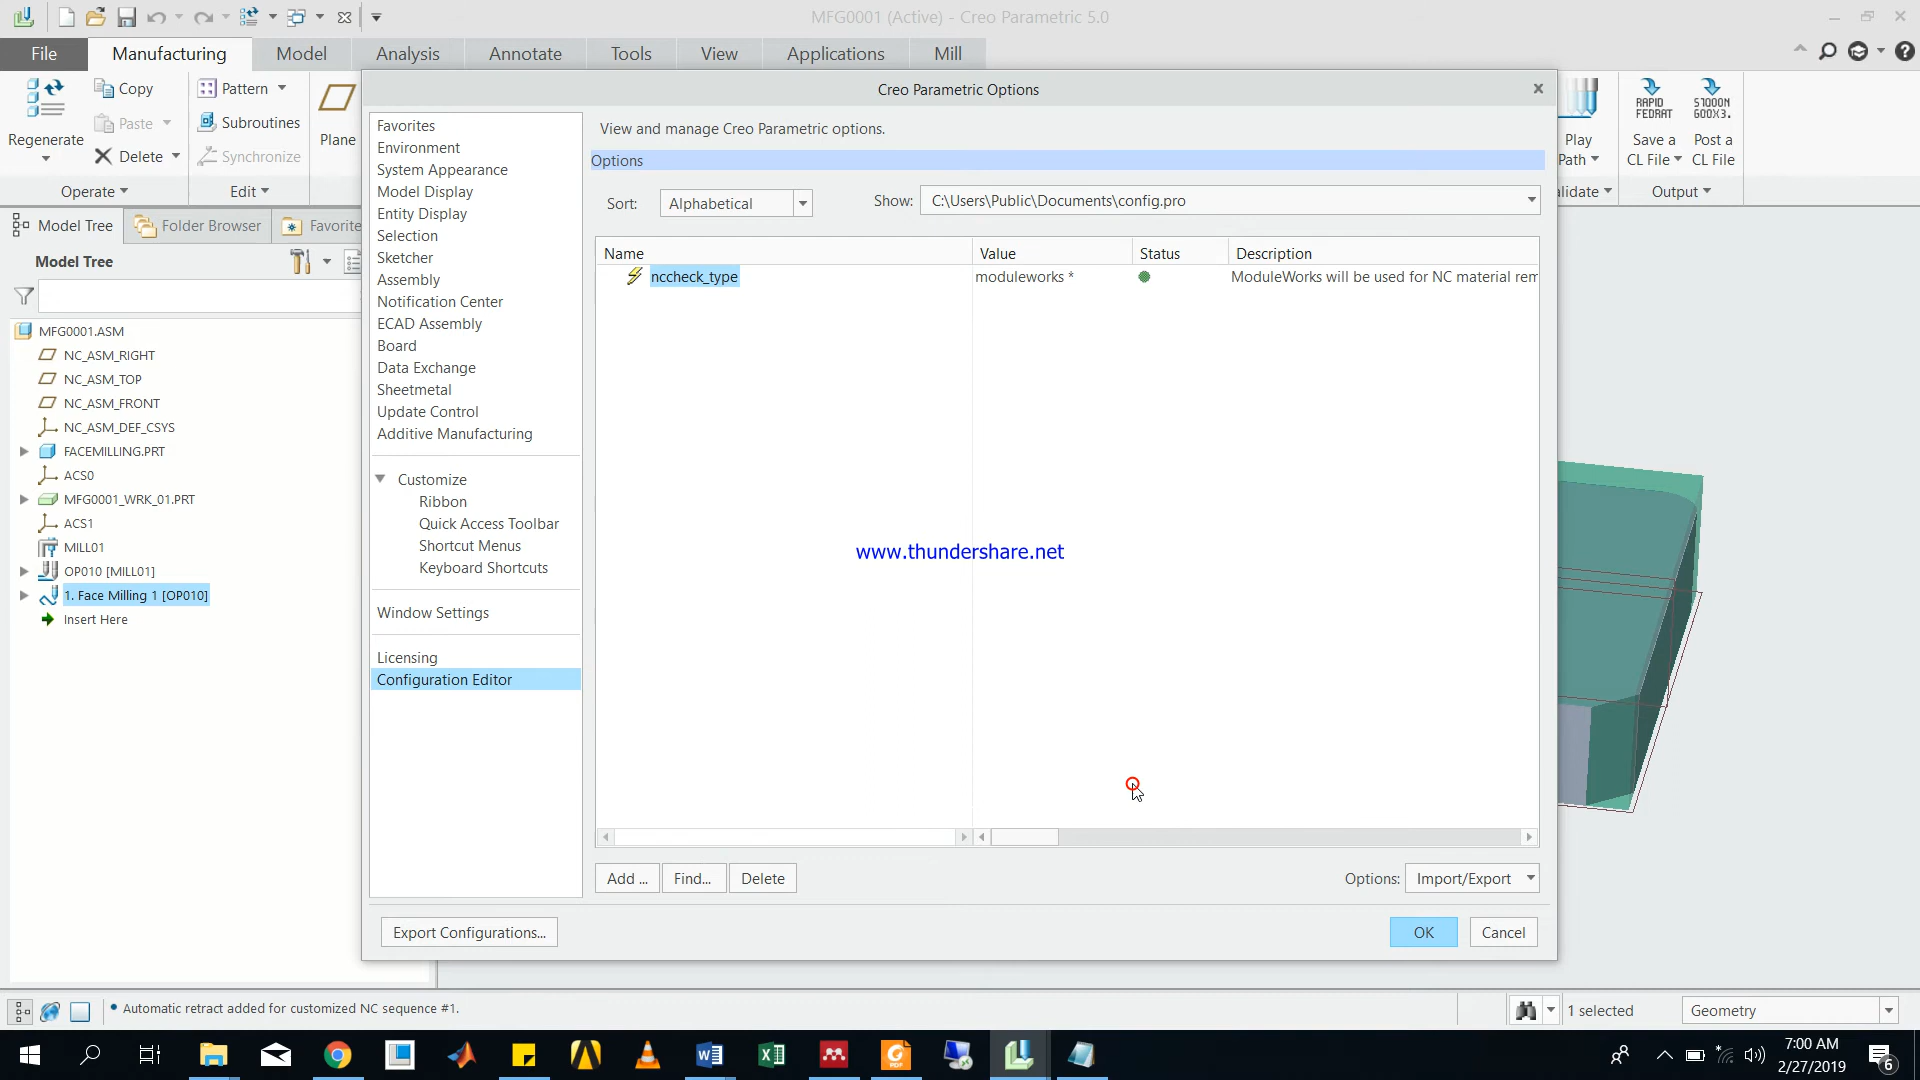 MFG0001 (Active) - Creo Parametric 5.0
File
Manufacturing
Model
Analysis
Annotate
Tools
View
Applications
Mill
Regenerate
Copy
Paste
Delete
Operate
Pattern
Subroutines
Synchronize
Edit
Plane
Play
Path
RAPID
FEDRAT
Save a
CL File
S1000N
G00X3.
Post a
CL File
alidate
Output
Model Tree
Folder Browser
Favorite
Model Tree
MFG0001.ASM
NC_ASM_RIGHT
NC_ASM_TOP
NC_ASM_FRONT
NC_ASM_DEF_CSYS
FACEMILLING.PRT
ACS0
MFG0001_WRK_01.PRT
ACS1
MILL01
OP010 [MILL01]
1. Face Milling 1 [OP010]
Insert Here
Creo Parametric Options
Favorites
Environment
System Appearance
Model Display
Entity Display
Selection
Sketcher
Assembly
Notification Center
ECAD Assembly
Board
Data Exchange
Sheetmetal
Update Control
Additive Manufacturing
Customize
Ribbon
Quick Access Toolbar
Shortcut Menus
Keyboard Shortcuts
Window Settings
Licensing
Configuration Editor
View and manage Creo Parametric options.
Options
Sort:
Alphabetical
Show:
C:\Users\Public\Documents\config.pro
Name
Value
Status
Description
nccheck_type
moduleworks *
ModuleWorks will be used for NC material rem
www.thundershare.net
Add ...
Find...
Delete
Options:
Import/Export
Export Configurations...
OK
Cancel
Automatic retract added for customized NC sequence #1.
1 selected
Geometry
7:00 AM
2/27/2019
6